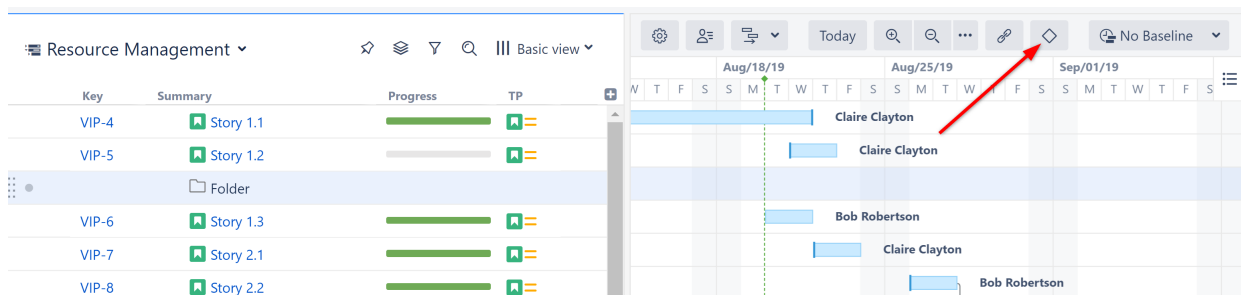 Resource Management
Basic view
Today
No Baseline
Aug/18/19
Aug/25/19
Sep/01/19
W T F S S M T W T F S S M T W T F S S M T W T F S
Key Summary Progress TP
VIP-4 Story 1.1
Claire Clayton
VIP-5 Story 1.2
Claire Clayton
Folder
VIP-6 Story 1.3
Bob Robertson
VIP-7 Story 2.1
Claire Clayton
VIP-8 Story 2.2
Bob Robertson